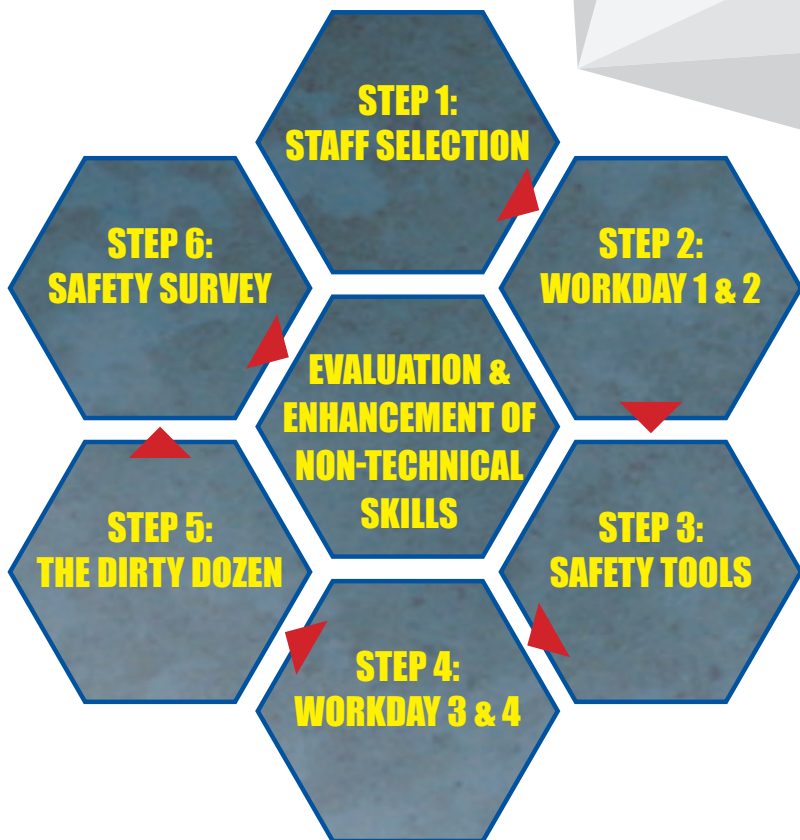 STEP 1:
STAFF SELECTION
STEP 2:
WORKDAY 1 & 2
STEP 3:
SAFETY TOOLS
STEP 4:
WORKDAY 3 & 4
STEP 5:
THE DIRTY DOZEN
STEP 6:
SAFETY SURVEY
EVALUATION &
ENHANCEMENT OF
NON-TECHNICAL
SKILLS